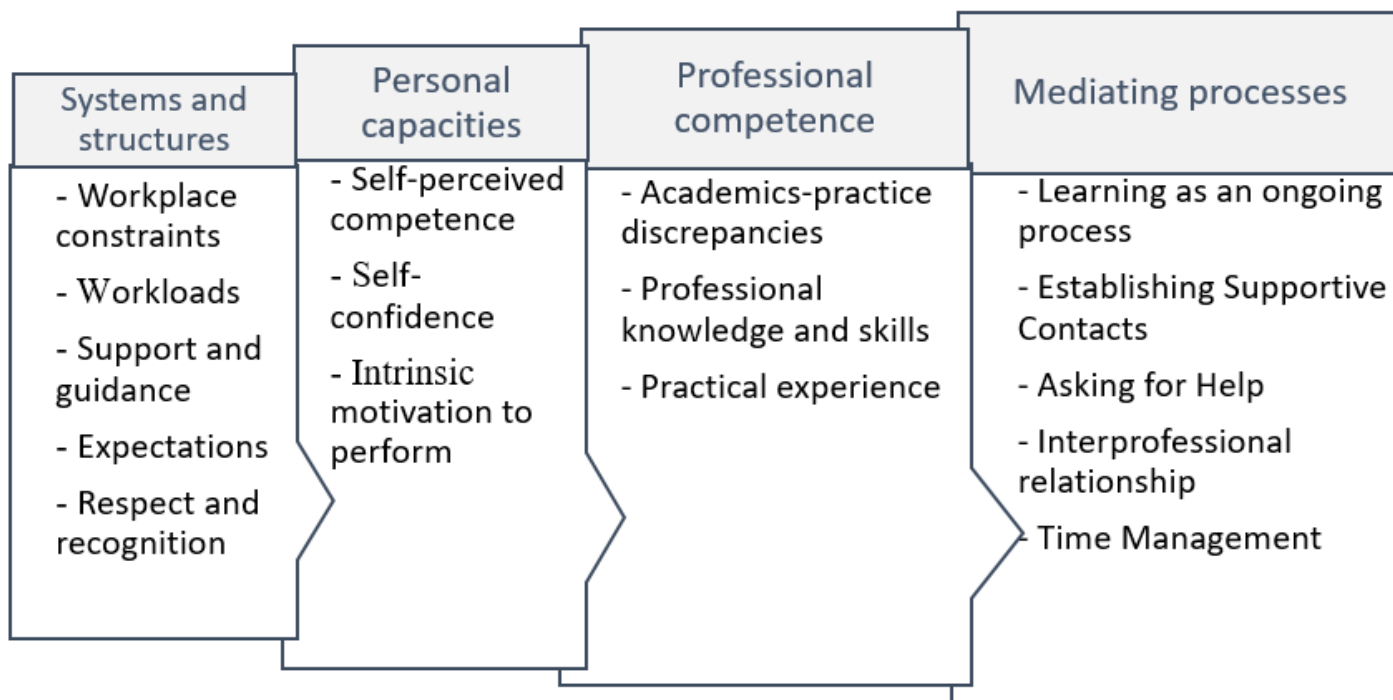 Systems and
structures
- Workplace
constraints
- Workloads
- Support and
guidance
- Expectations
- Respect and
recognition
Personal
capacities
- Self-perceived
competence
- Self-
confidence
- Intrinsic
motivation to
perform
Professional
competence
- Academics-practice
discrepancies
- Professional
knowledge and skills
- Practical experience
Mediating processes
- Learning as an ongoing
process
- Establishing Supportive
Contacts
- Asking for Help
- Interprofessional
relationship
- Time Management